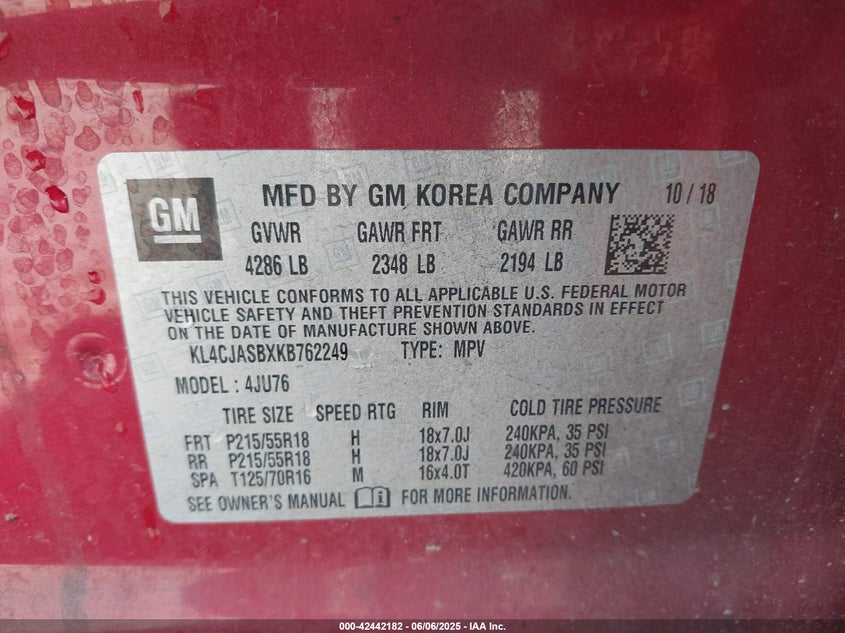 GM
MFD BY GM KOREA COMPANY 10 / 18
GVWR GAWR FRT GAWR RR
4286 LB 2348 LB 2194 LB
THIS VEHICLE CONFORMS TO ALL APPLICABLE U.S. FEDERAL MOTOR
VEHICLE SAFETY AND THEFT PREVENTION STANDARDS IN EFFECT
ON THE DATE OF MANUFACTURE SHOWN ABOVE.
KL4CJASBXKB762249 TYPE: MPV
MODEL : 4JU76
TIRE SIZE SPEED RTG RIM COLD TIRE PRESSURE
FRT P215/55R18 H 18x7.0J 240KPA, 35 PSI
RR P215/55R18 H 18x7.0J 240KPA, 35 PSI
SPA T125/70R16 M 16x4.0T 420KPA, 60 PSI
SEE OWNER'S MANUAL i FOR MORE INFORMATION.
000-42442182 - 06/06/2025 - IAA Inc.